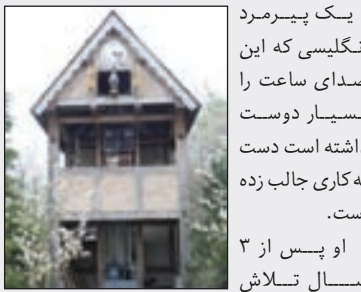 یک پیرمرد
نگلیسی که این
صدای ساعت را
سیار دوست
اشته است دست
ه کاری جالب زده
ست.
او پس از ۳
ال تلاش